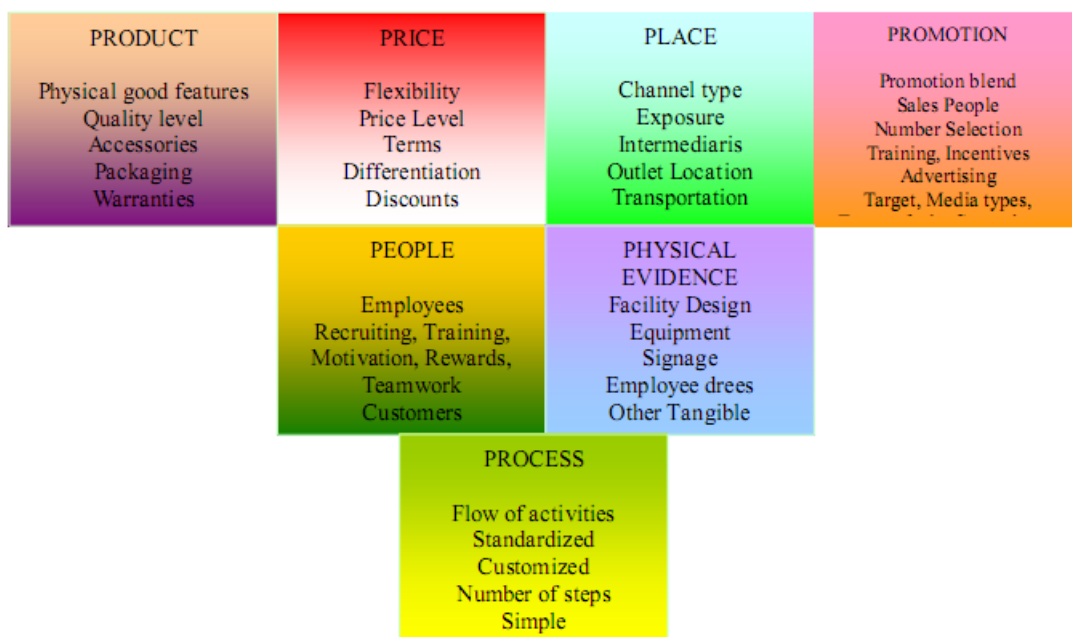 PRODUCT
Physical good features
Quality level
Accessories
Packaging
Warranties
PRICE
Flexibility
Price Level
Terms
Differentiation
Discounts
PLACE
Channel type
Exposure
Intermediaris
Outlet Location
Transportation
PROMOTION
Promotion blend
Sales People
Number Selection
Training, Incentives
Advertising
Target, Media types,
PEOPLE
Employees
Recruiting, Training,
Motivation, Rewards,
Teamwork
Customers
PHYSICAL
EVIDENCE
Facility Design
Equipment
Signage
Employee drees
Other Tangible
PROCESS
Flow of activities
Standardized
Customized
Number of steps
Simple